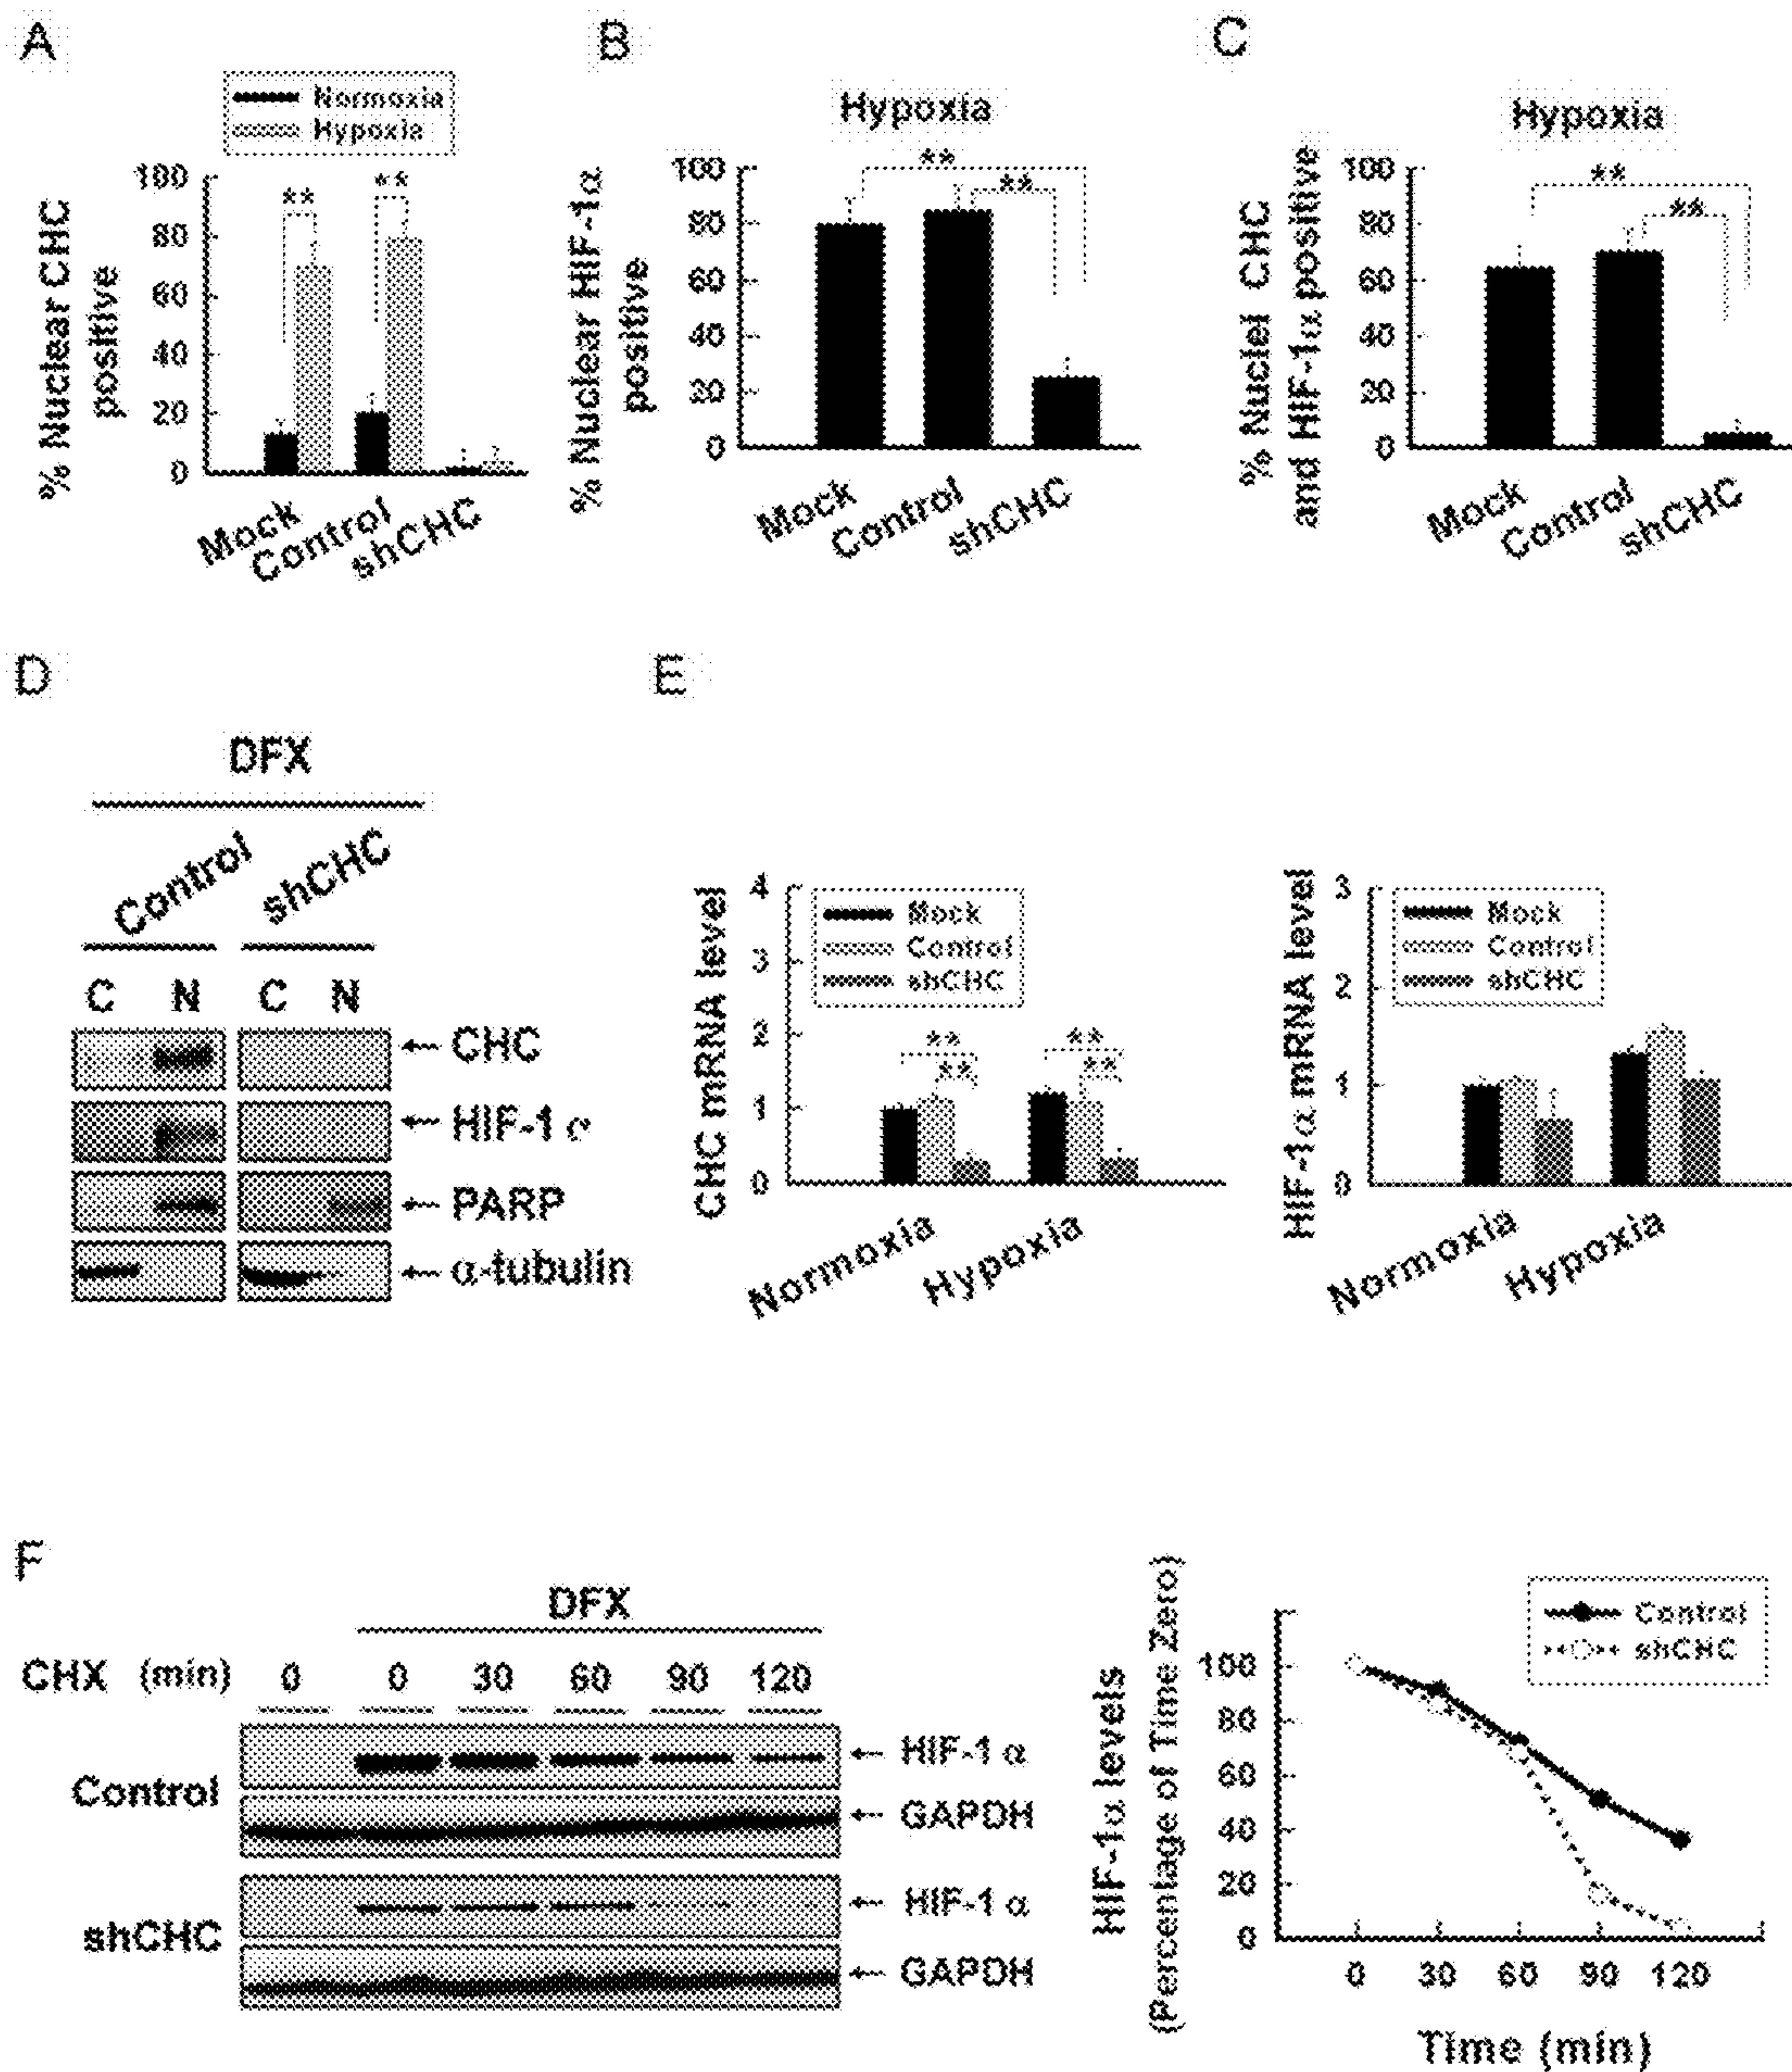 A
Normoxia
Hypoxia
% Nuclear CHC
positive
100
80
60
40
20
0
**
**
Mock
Control
shCHC
B
Hypoxia
% Nuclear HIF-1α
positive
100
80
60
40
20
0
**
**
Mock
Control
shCHC
C
Hypoxia
% Nuclei CHC
and HIF-1α positive
100
80
60
40
20
0
**
**
Mock
Control
shCHC
D
DFX
Control shCHC
C N C N
CHC
HIF-1α
PARP
α-tubulin
E
CHC mRNA level
4
3
2
1
0
Mock
Control
shCHC
**
**
**
**
Normoxia
Hypoxia
HIF-1α mRNA level
3
2
1
0
Mock
Control
shCHC
Normoxia
Hypoxia
F
DFX
CHX (min) 0 0 30 60 90 120
Control
HIF-1 α
GAPDH
shCHC
HIF-1 α
GAPDH
HIF-1α levels
(Percentage of Time Zero)
100
80
60
40
20
0
Control
shCHC
0 30 60 90 120
Time (min)